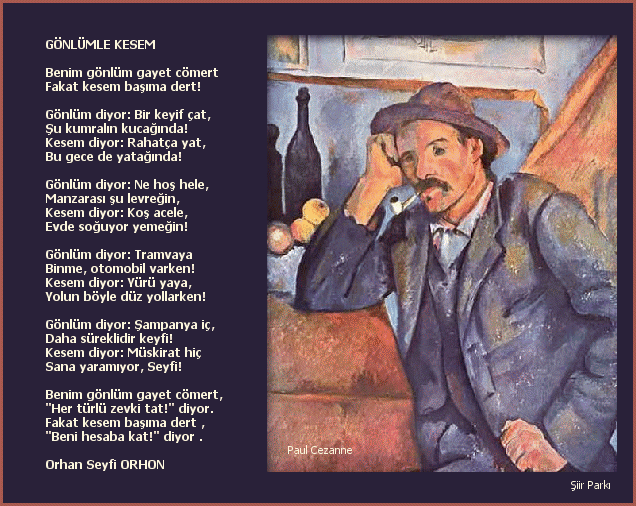 GÖNLÜMLE KESEM
Benim gönlüm gayet cömert
Fakat kesem başıma dert!
Gönlüm diyor: Bir keyif çat,
Şu kumralın kucağında!
Kesem diyor: Rahatça yat,
Bu gece de yatağında!
Gönlüm diyor: Ne hoş hele,
Manzarası şu levreğin,
Kesem diyor: Koş acele,
Evde soğuyor yemeğin!
Gönlüm diyor: Tramvaya
Binme, otomobil varken!
Kesem diyor: Yürü yaya,
Yolun böyle düz yollarken!
Gönlüm diyor: Şampanya iç,
Daha süreklidir keyfi!
Kesem diyor: Müskirat hiç
Sana yaramıyor, Seyfi!
Benim gönlüm gayet cömert,
"Her türlü zevki tat!" diyor.
Fakat kesem başıma dert ,
"Beni hesaba kat!" diyor .
Orhan Seyfi ORHON
Paul Cezanne
Şiir Parkı